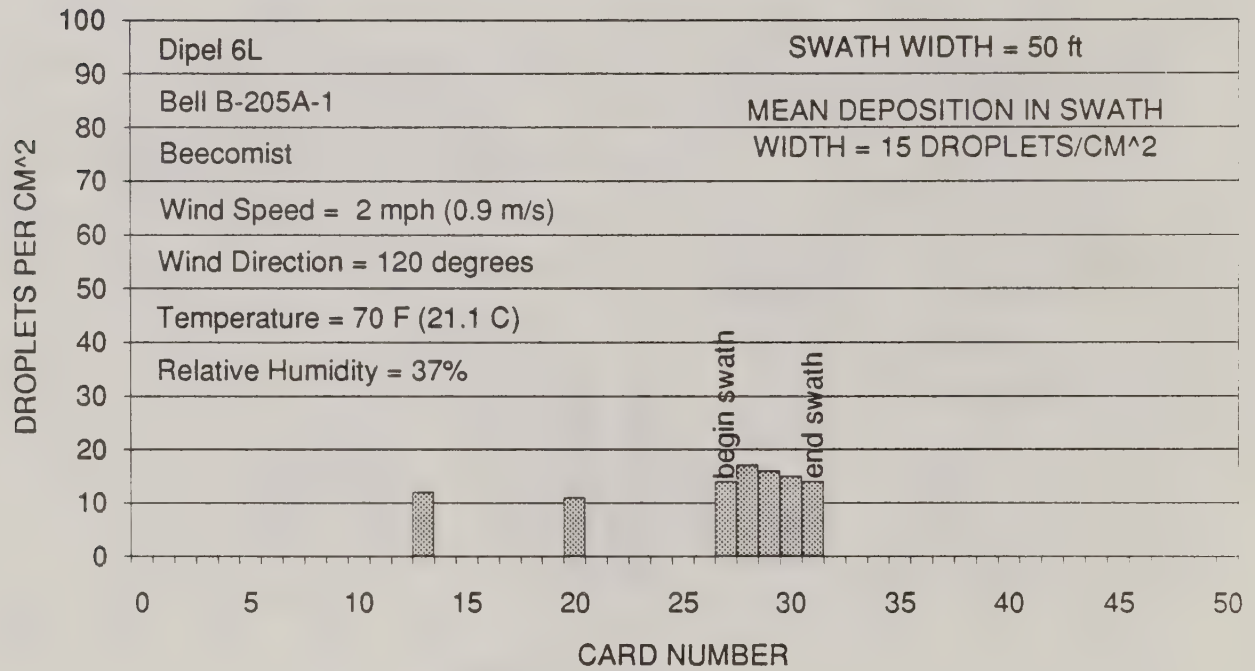 100
90
80
70
60
50
40
30
20
10
0
DROPLETS PER CM^2
Dipel 6L
Bell B-205A-1
Beecomist
Wind Speed = 2 mph (0.9 m/s)
Wind Direction = 120 degrees
Temperature = 70 F (21.1 C)
Relative Humidity = 37%
SWATH WIDTH = 50 ft
MEAN DEPOSITION IN SWATH
WIDTH = 15 DROPLETS/CM^2
begin swath
end swath
0 5 10 15 20 25 30 35 40 45 50
CARD NUMBER